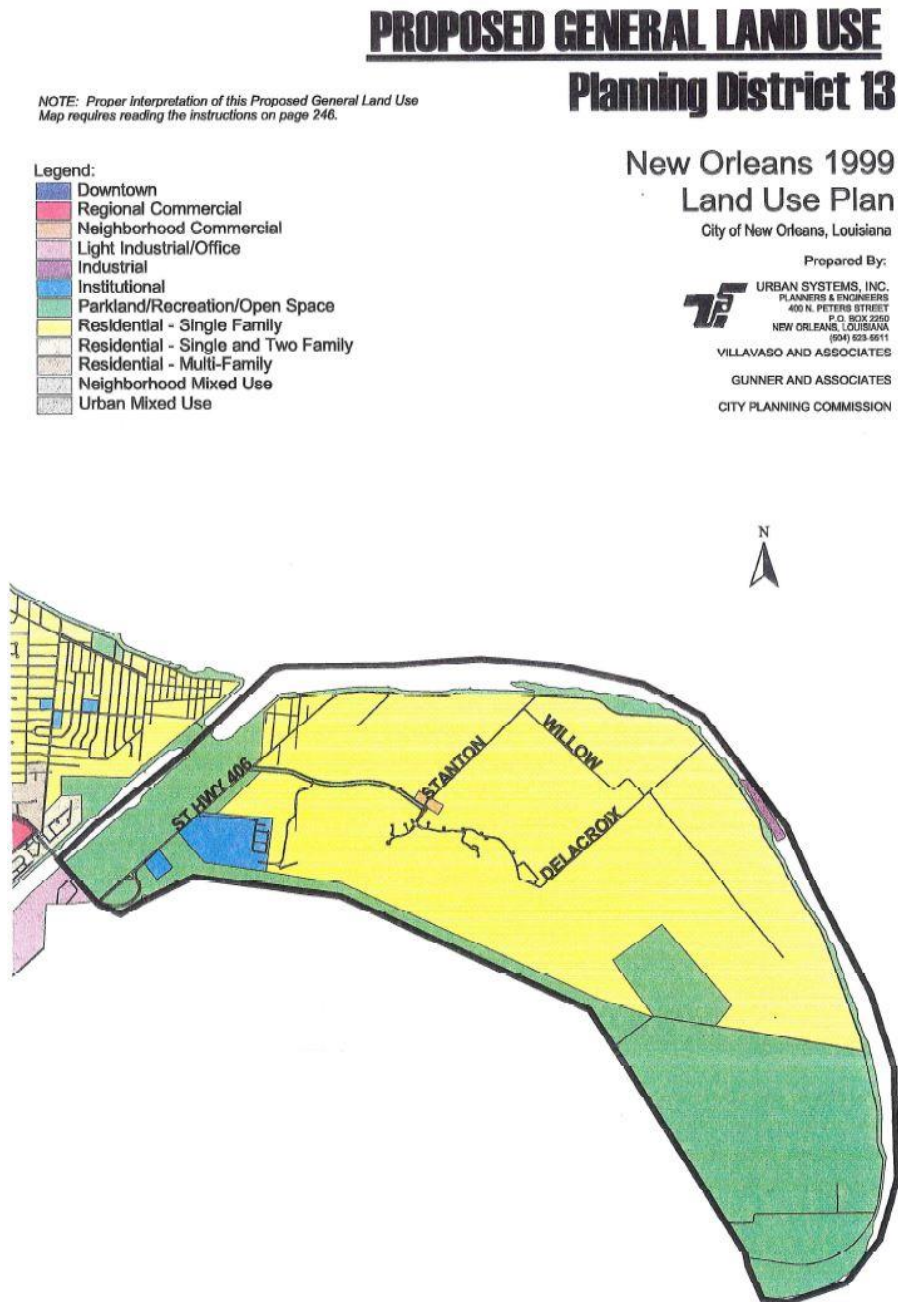 PROPOSED GENERAL LAND USE
Planning District 13
NOTE: Proper Interpretation of this Proposed General Land Use
Map requires reading the instructions on page 246.
New Orleans 1999
Land Use Plan
City of New Orleans, Louisiana
Prepared By:
URBAN SYSTEMS, INC.
PLANNERS & ENGINEERS
400 N. PETERS STREET
P.O. BOX 2250
NEW ORLEANS, LOUISIANA
(504) 523-5511
VILLAVASO AND ASSOCIATES
GUNNER AND ASSOCIATES
CITY PLANNING COMMISSION
Legend:
Downtown
Regional Commercial
Neighborhood Commercial
Light Industrial/Office
Industrial
Institutional
Parkland/Recreation/Open Space
Residential - Single Family
Residential - Single and Two Family
Residential - Multi-Family
Neighborhood Mixed Use
Urban Mixed Use
N
ST HWY 406
STANTON
WILLOW
DELACROIX